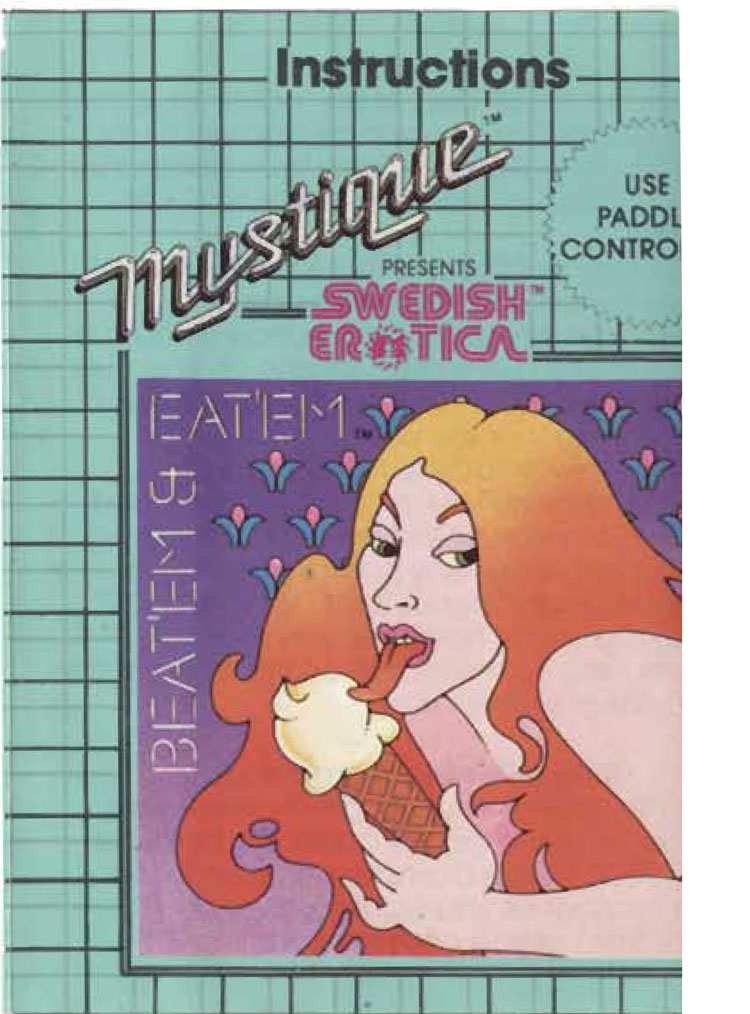 Instructions
Mystique™
PRESENTS
SWEDISH™
EROTICA
USE
PADDL
CONTRO
BEAT'EM &
EAT'EM™